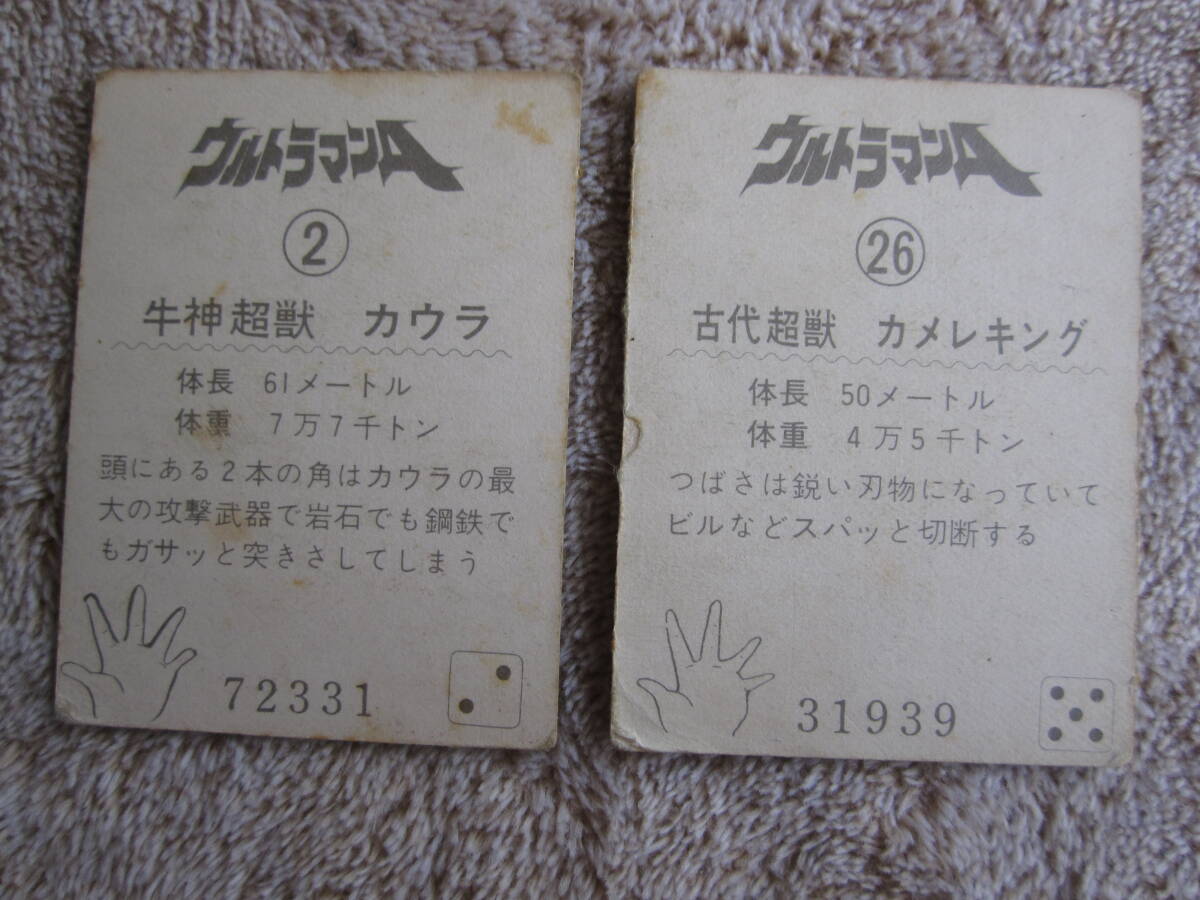 ウルトラマンA
2
牛神超獣 カウラ
体長 61メートル
体重 7万7千トン
頭にある2本の角はカウラの最
大の攻撃武器で岩石でも鋼鉄で
もガサッと突きさしてしまう
72331
ウルトラマンA
26
古代超獣 カメレキング
体長 50メートル
体重 4万5千トン
つばさは鋭い刃物になっていて
ビルなどスパッと切断する
31939